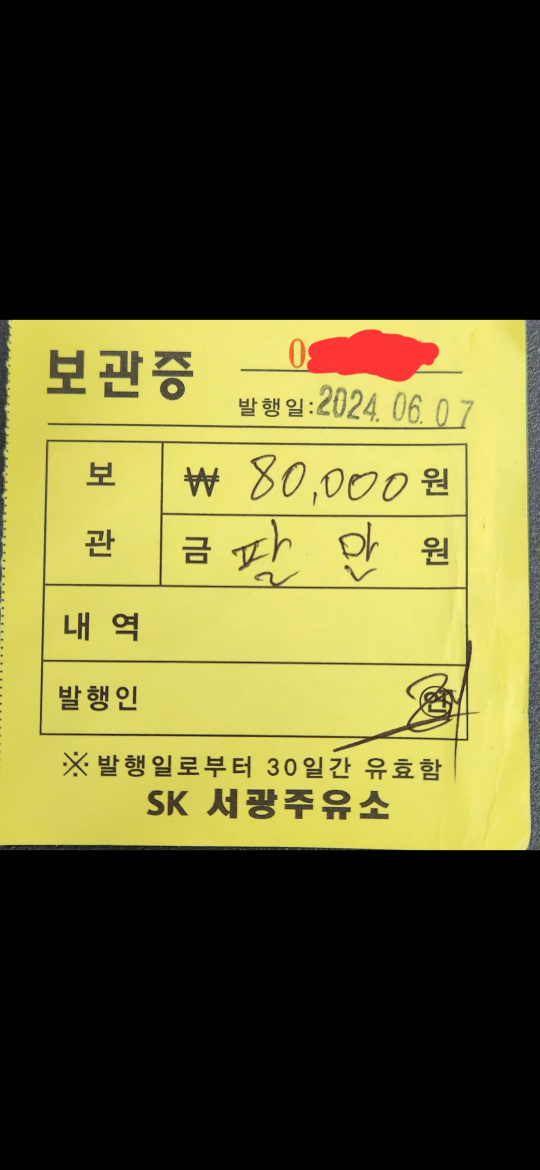 0
보관증
발행일: 2024. 06. 07
보관
₩ 80,000 원
금 팔 만 원
내 역
발행인 ㊞
※ 발행일로부터 30일간 유효함
SK 서광주유소